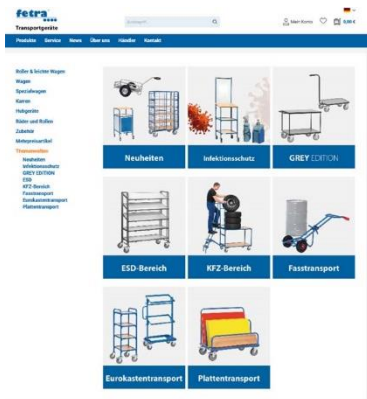 fetra
Transportgeräte
Mein Konto
0,00 €
Produkte Service News Über uns Händler Kontakt
Roller & leichte Wagen
Wagen
Spezialwagen
Karren
Hebegeräte
Räder und Rollen
Zubehör
Nettopreisartikel
Themenwelten
Neuheiten
Infektionsschutz
GREY EDITION
ESD
KFZ-Bereich
Fasstransport
Eurokastentransport
Plattentransport
Neuheiten
Infektionsschutz
GREY EDITION
ESD-Bereich
KFZ-Bereich
Fasstransport
Eurokastentransport
Plattentransport